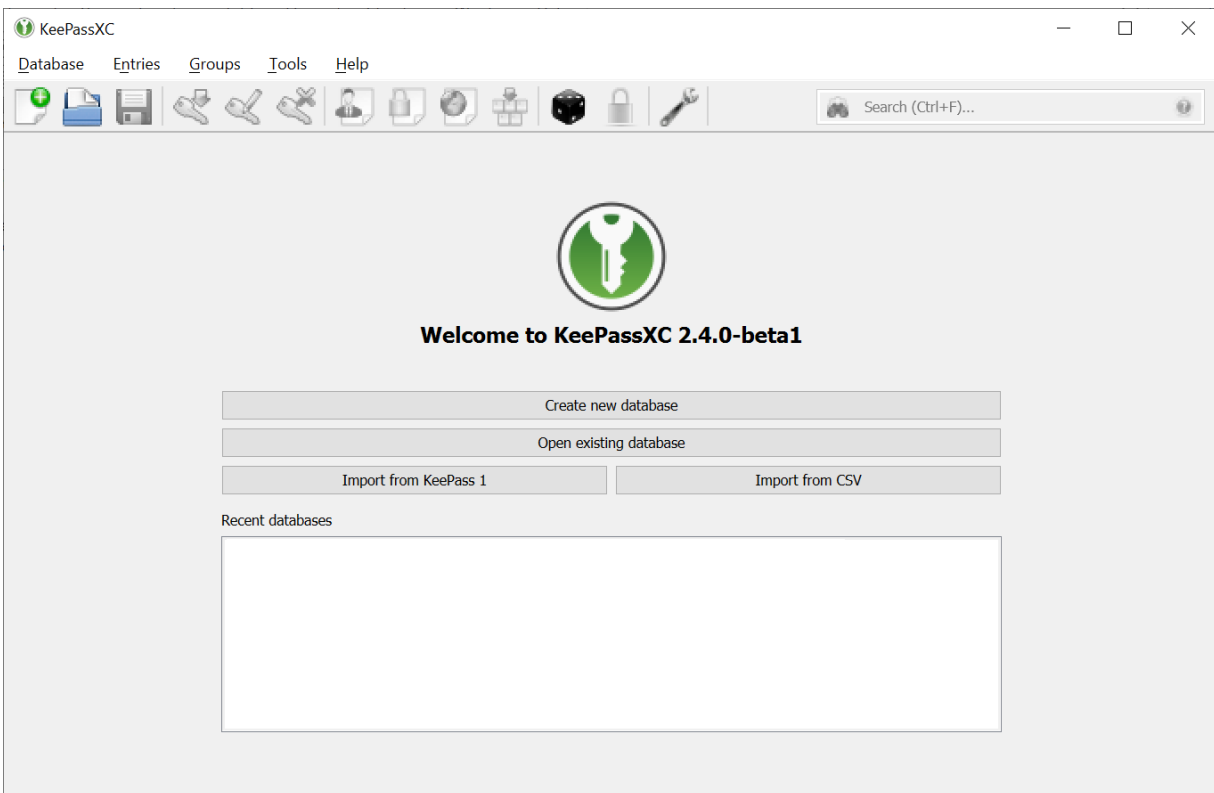 KeePassXC
Database Entries Groups Tools Help
Search (Ctrl+F)...
Welcome to KeePassXC 2.4.0-beta1
Create new database
Open existing database
Import from KeePass 1 Import from CSV
Recent databases